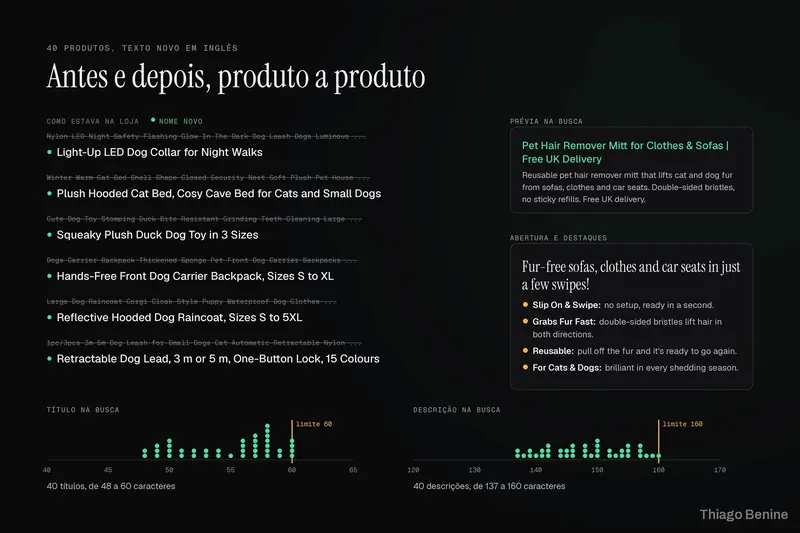 40 PRODUTOS, TEXTO NOVO EM INGLÊS
Antes e depois, produto a produto
COMO ESTAVA NA LOJA
NOME NOVO
Nylon LED Night Safety Flashing Glow In The Dark Dog Leash Dogs Luminous ...
Light-Up LED Dog Collar for Night Walks
Winter Warm Cat Bed Shell Shape Closed Security Nest Soft Plush Pet House ...
Plush Hooded Cat Bed, Cosy Cave Bed for Cats and Small Dogs
Cute Dog Toy Stomping Duck Bite Resistant Grinding Teeth Cleaning Large ...
Squeaky Plush Duck Dog Toy in 3 Sizes
Dogs Carrier Backpack Thickened Sponge Pet Front Dog Carrier Backpacks ...
Hands-Free Front Dog Carrier Backpack, Sizes S to XL
Large Dog Raincoat Corgi Cloak Style Puppy Waterproof Dog Clothes ...
Reflective Hooded Dog Raincoat, Sizes S to 5XL
1pc/3pcs 3m 5m Dog Leash for Small Dogs Cat Automatic Retractable Nylon ...
Retractable Dog Lead, 3 m or 5 m, One-Button Lock, 15 Colours
PRÉVIA NA BUSCA
Pet Hair Remover Mitt for Clothes & Sofas |
Free UK Delivery
Reusable pet hair remover mitt that lifts cat and dog fur
from sofas, clothes and car seats. Double-sided bristles,
no sticky refills. Free UK delivery.
ABERTURA E DESTAQUES
Fur-free sofas, clothes and car seats in just
a few swipes!
Slip On & Swipe: no setup, ready in a second.
Grabs Fur Fast: double-sided bristles lift hair in
both directions.
Reusable: pull off the fur and it's ready to go again.
For Cats & Dogs: brilliant in every shedding season.
TÍTULO NA BUSCA
limite 60
40 45 50 55 60 65
40 títulos, de 48 a 60 caracteres
DESCRIÇÃO NA BUSCA
limite 160
120 130 140 150 160 170
40 descrições, de 137 a 160 caracteres
Thiago Benine